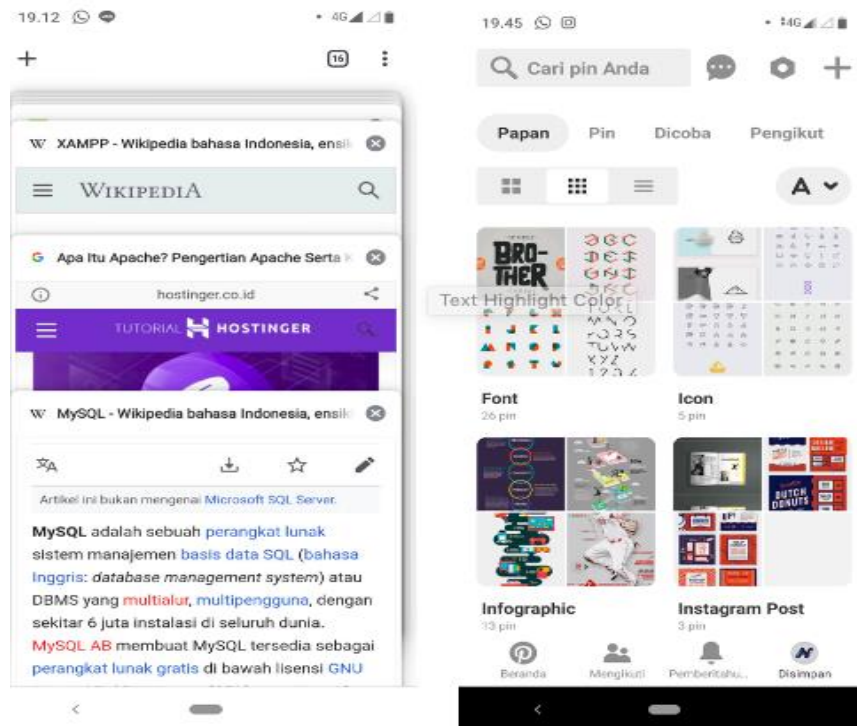 19.12
4G
16
W XAMPP - Wikipedia bahasa Indonesia, ensi
WIKIPEDIA
G Apa Itu Apache? Pengertian Apache Serta K
hostinger.co.id
TUTORIAL HOSTINGER
W MySQL - Wikipedia bahasa Indonesia, ensik
Artikel ini bukan mengenai Microsoft SQL Server.
MySQL adalah sebuah perangkat lunak
sistem manajemen basis data SQL (bahasa
Inggris: database management system) atau
DBMS yang multialur, multipengguna, dengan
sekitar 6 juta instalasi di seluruh dunia.
MySQL AB membuat MySQL tersedia sebagai
perangkat lunak gratis di bawah lisensi GNU
19.45
4G
Cari pin Anda
Papan Pin Dicoba Pengikut
A
BRO-
THER
Text Highlight Color
Font
26 pin
Icon
5 pin
DUTCH
DONUTS
Infographic
13 pin
Instagram Post
3 pin
Beranda Mengikuti Pemberitahu... Disimpan